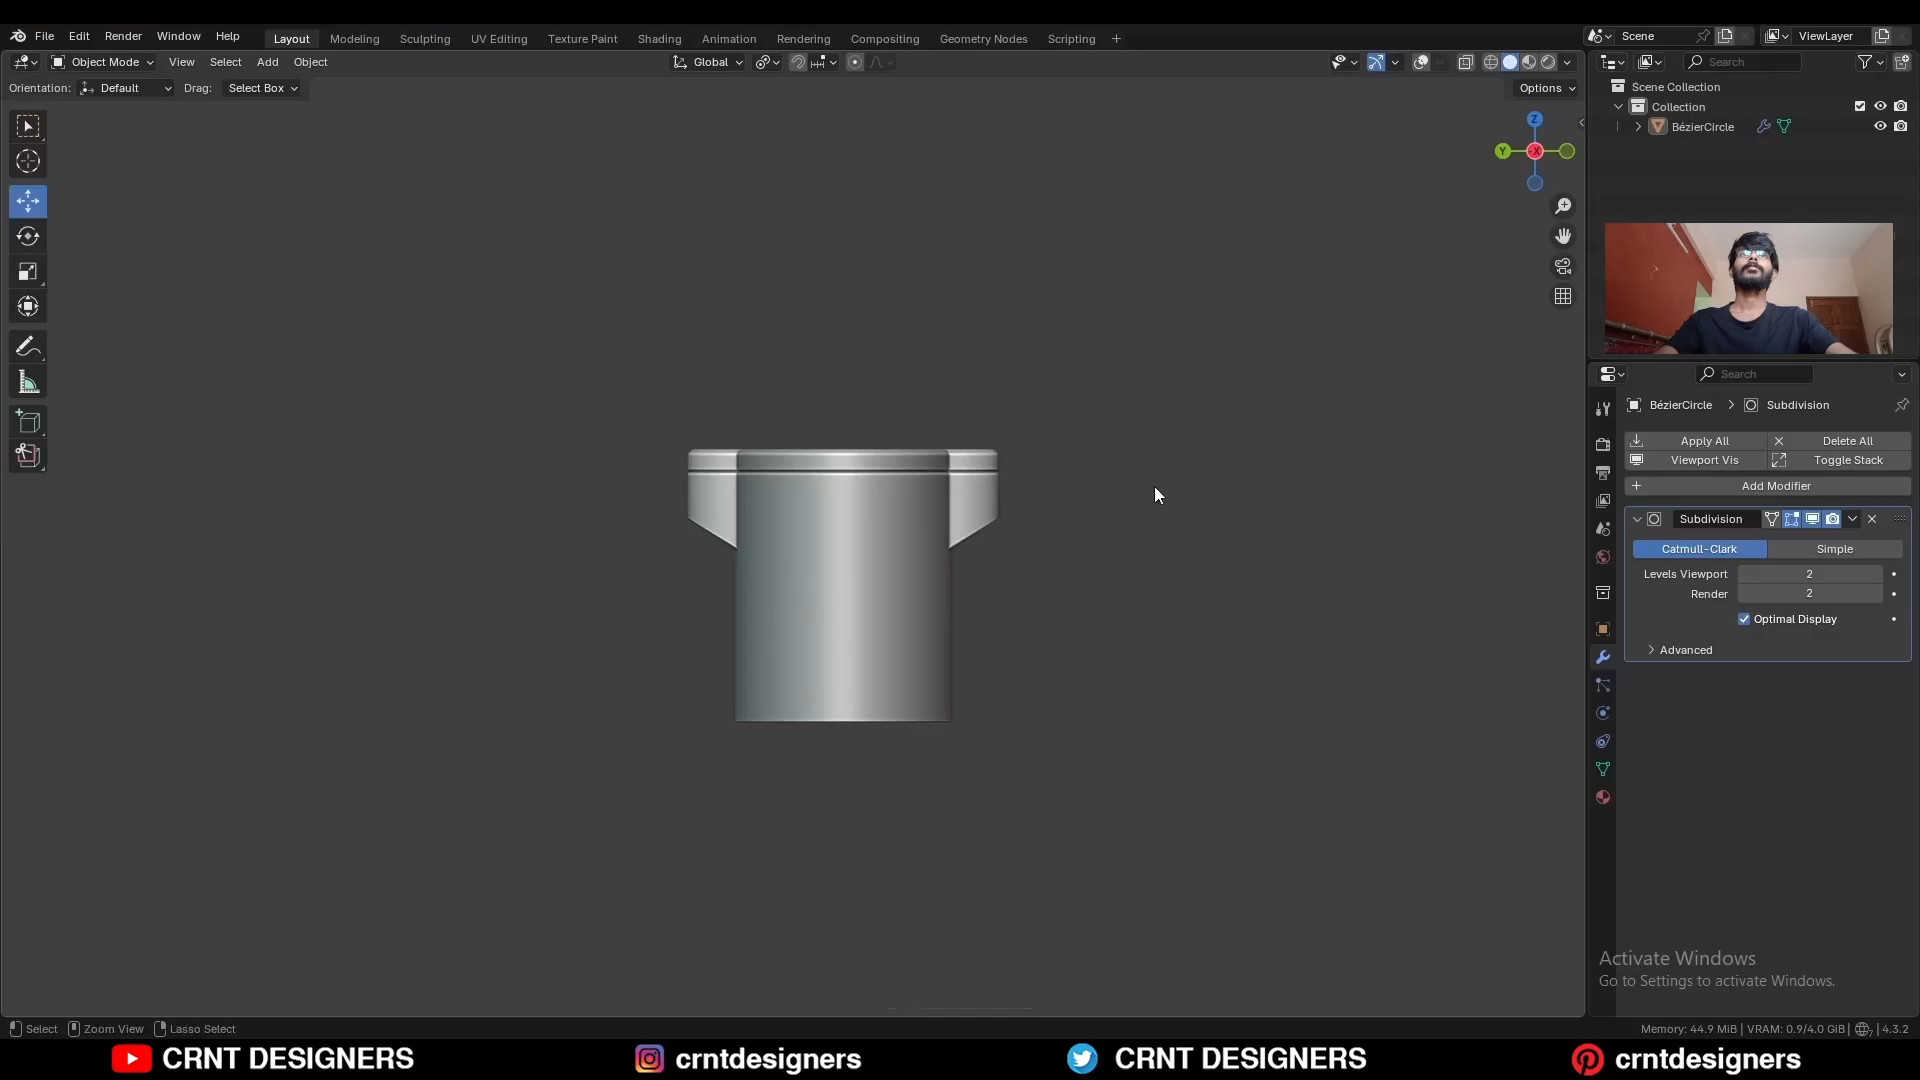 File Edit Render Window Help Layout Modeling Sculpting UV Editing Texture Paint Shading Animation Rendering Compositing Geometry Nodes Scripting + Scene ViewLayer
Object Mode View Select Add Object Global Search
Orientation: Default Drag: Select Box Options
Scene Collection
Collection
BézierCircle
Z
Y -X
Search
BézierCircle > Subdivision
Apply All Delete All
Viewport Vis Toggle Stack
Add Modifier
Subdivision
Catmull-Clark Simple
Levels Viewport 2
Render 2
Optimal Display
Advanced
Activate Windows
Go to Settings to activate Windows.
Select Zoom View Lasso Select Memory: 44.9 MiB | VRAM: 0.9/4.0 GiB | 7 | 4.3.2
CRNT DESIGNERS crntdesigners CRNT DESIGNERS crntdesigners